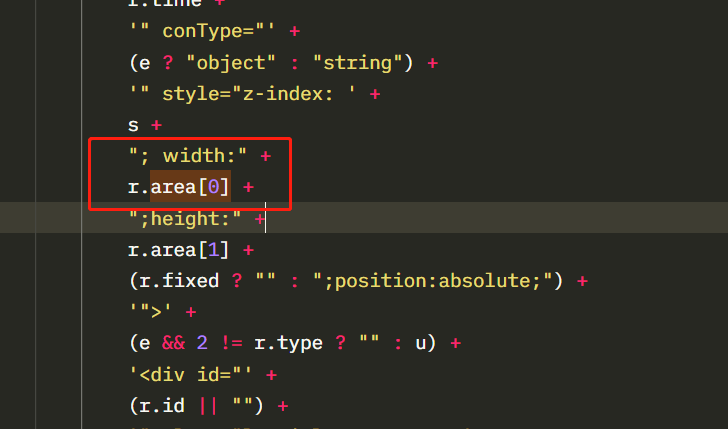 r.time +
'" conType="' +
(e ? "object" : "string") +
'" style="z-index: ' +
s +
"; width:" +
r.area[0] +
";height:" +
r.area[1] +
(r.fixed ? "" : ";position:absolute;") +
'">' +
(e && 2 != r.type ? "" : u) +
'<div id="' +
(r.id || "") +